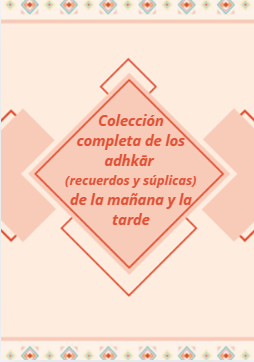 Colección
completa de los
adhkār
(recuerdos y súplicas)
de la mañana y la
tarde